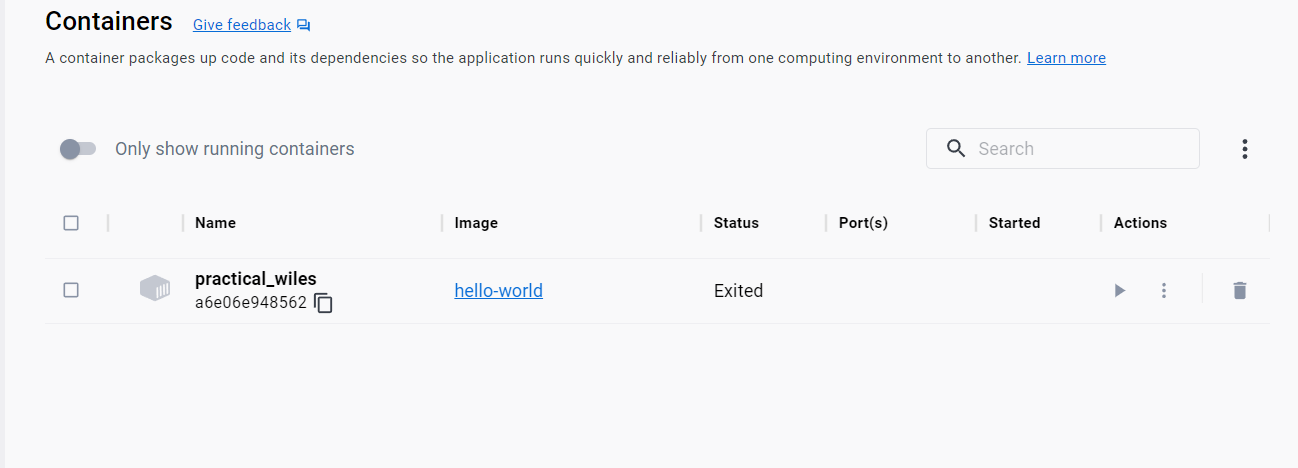 Containers Give feedback
A container packages up code and its dependencies so the application runs quickly and reliably from one computing environment to another. Learn more
Only show running containers Search
Name Image Status Port(s) Started Actions
practical_wiles
a6e06e948562 hello-world Exited